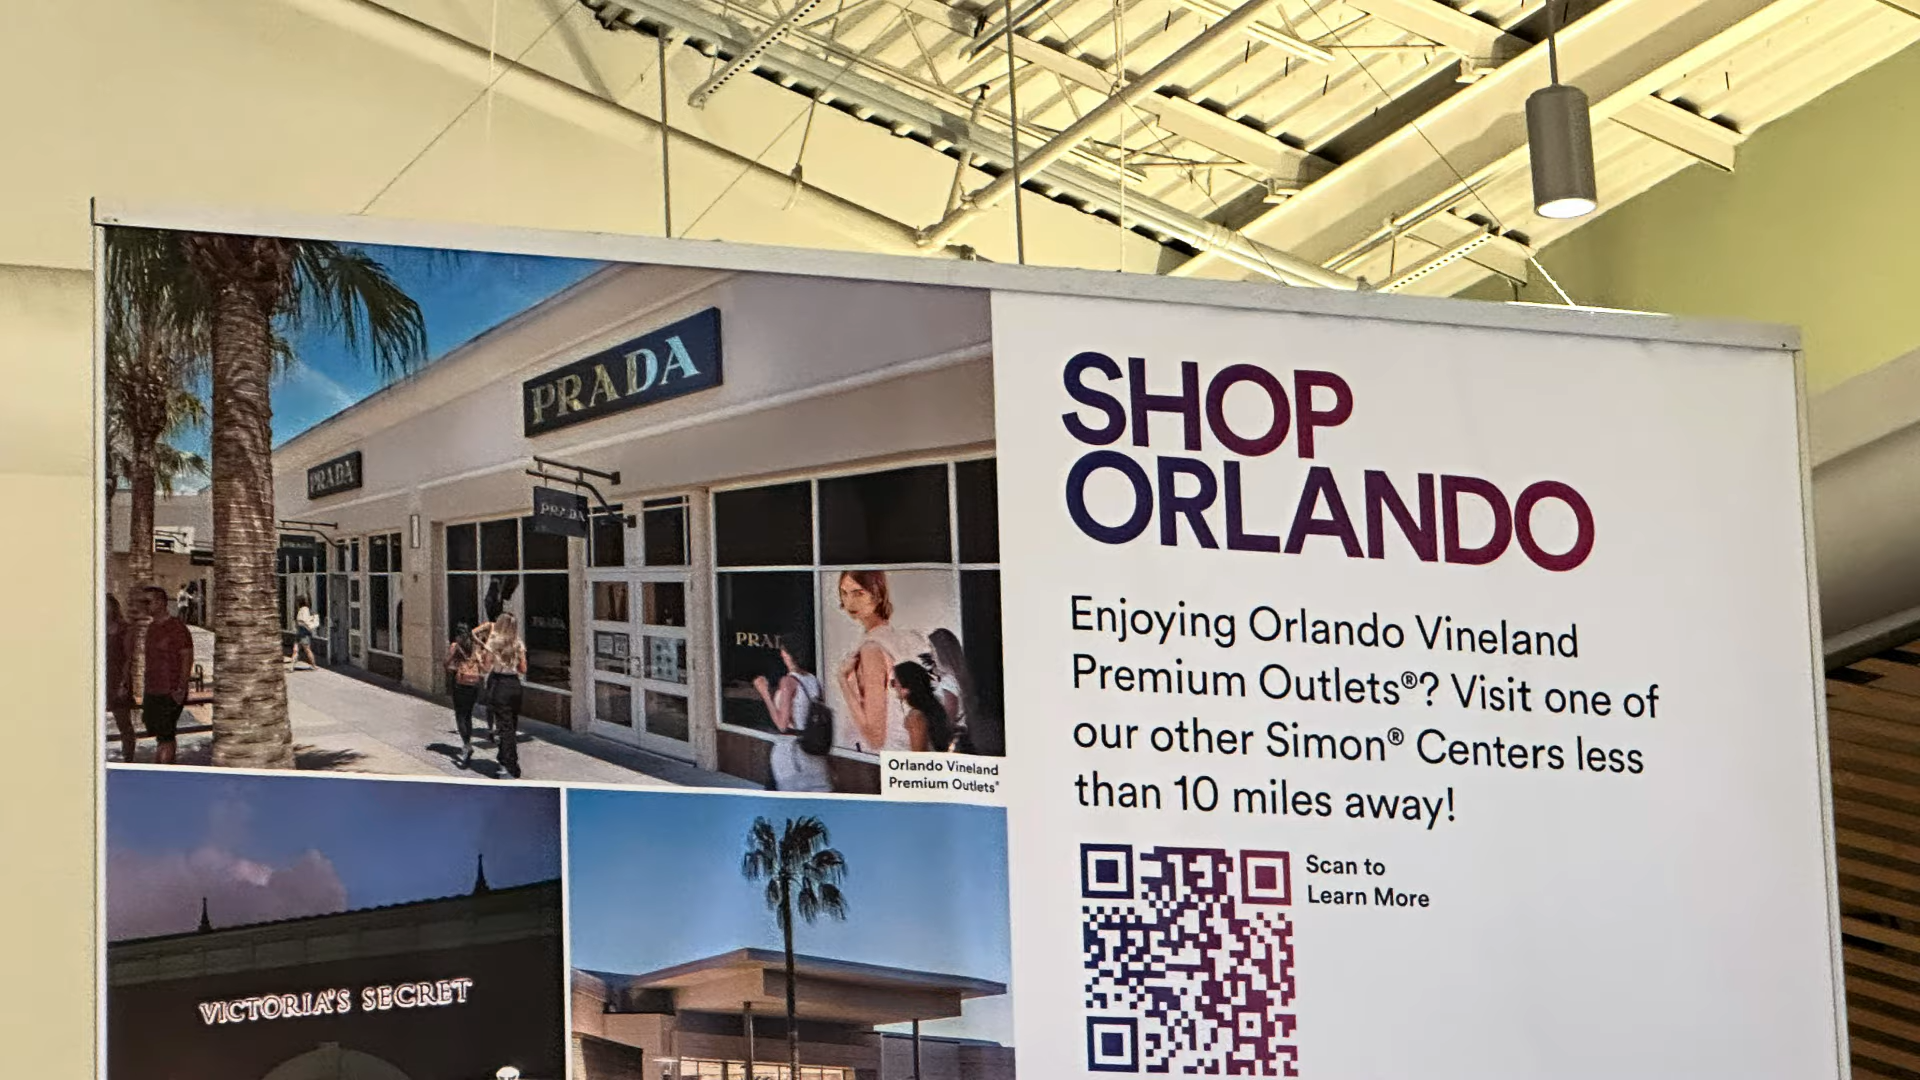 PRADA
PRADA
PRADA
PRADA
PRAI
Orlando Vineland
Premium Outlets®
VICTORIA'S SECRET
SHOP
ORLANDO
Enjoying Orlando Vineland
Premium Outlets®? Visit one of
our other Simon® Centers less
than 10 miles away!
Scan to
Learn More